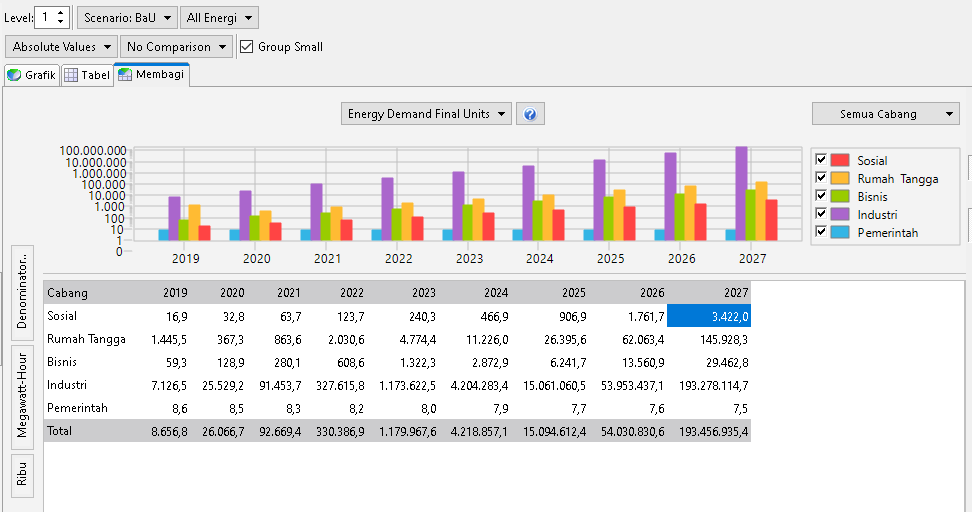 Level: 1 Scenario: BaU All Energi
Absolute Values No Comparison Group Small
Grafik Tabel Membagi
Energy Demand Final Units ? Semua Cabang
100.000.000
10.000.000
1.000.000
100.000
10.000
1.000
100
10
1
0
2019 2020 2021 2022 2023 2024 2025 2026 2027
Sosial
Rumah Tangga
Bisnis
Industri
Pemerintah
Denominator...
Megawatt-Hour
Ribu
Cabang 2019 2020 2021 2022 2023 2024 2025 2026 2027
Sosial 16,9 32,8 63,7 123,7 240,3 466,9 906,9 1.761,7 3.422,0
Rumah Tangga 1.445,5 367,3 863,6 2.030,6 4.774,4 11.226,0 26.395,6 62.063,4 145.928,3
Bisnis 59,3 128,9 280,1 608,6 1.322,3 2.872,9 6.241,7 13.560,9 29.462,8
Industri 7.126,5 25.529,2 91.453,7 327.615,8 1.173.622,5 4.204.283,4 15.061.060,5 53.953.437,1 193.278.114,7
Pemerintah 8,6 8,5 8,3 8,2 8,0 7,9 7,7 7,6 7,5
Total 8.656,8 26.066,7 92.669,4 330.386,9 1.179.967,6 4.218.857,1 15.094.612,4 54.030.830,6 193.456.935,4